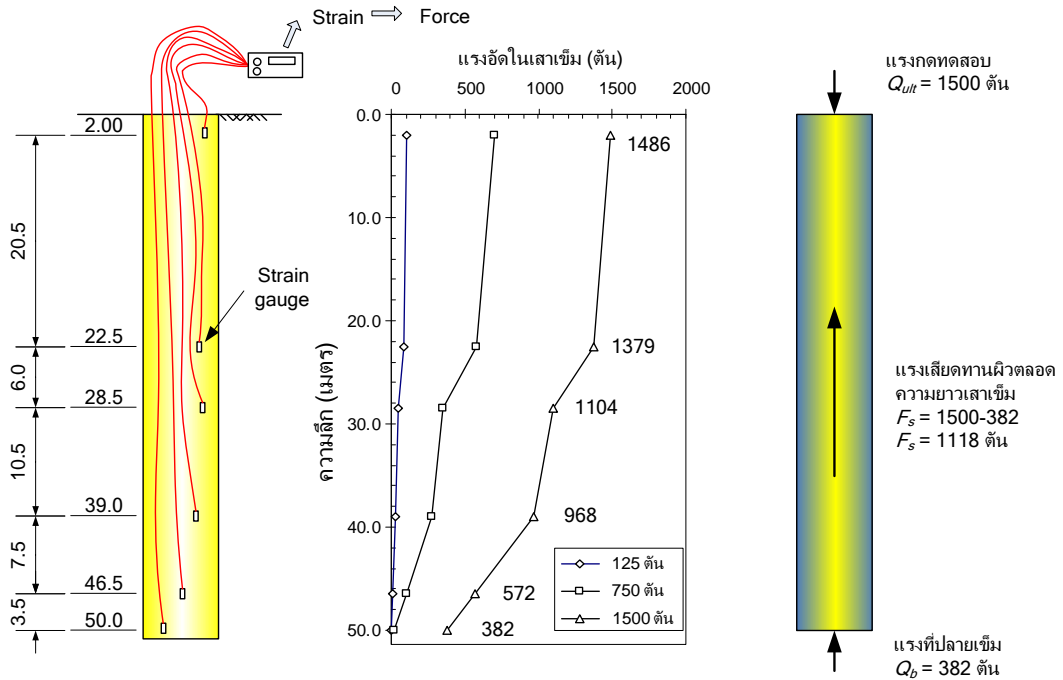 Strain Force
2.00
20.5
22.5
6.0
28.5
10.5
39.0
7.5
46.5
3.5
50.0
Strain
gauge
แรงอัดในเสาเข็ม (ตัน)
0 500 1000 1500 2000
ความลึก (เมตร)
0.0
10.0
20.0
30.0
40.0
50.0
1486
1379
1104
968
572
382
125 ตัน
750 ตัน
1500 ตัน
แรงกดทดสอบ
Qult = 1500 ตัน
แรงเสียดทานผิวตลอด
ความยาวเสาเข็ม
Fs = 1500-382
Fs = 1118 ตัน
แรงที่ปลายเข็ม
Qb = 382 ตัน